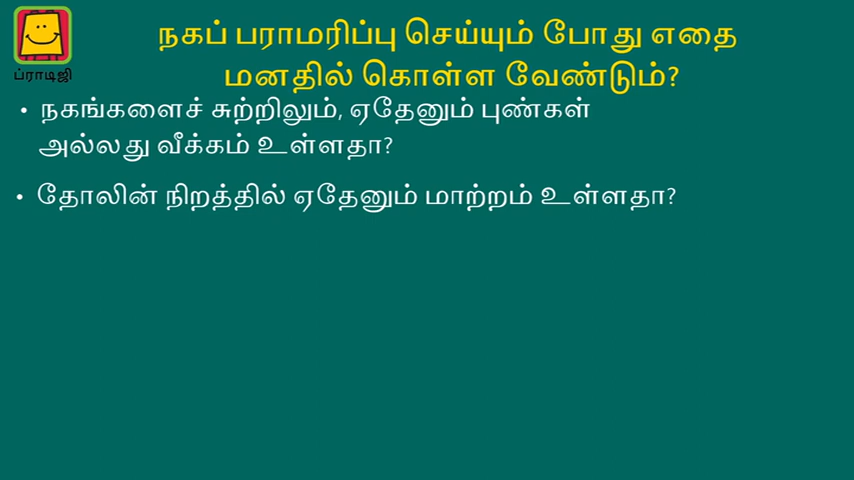 ப்ராடிஜி
நகப் பராமரிப்பு செய்யும் போது எதை
மனதில் கொள்ள வேண்டும்?
• நகங்களைச் சுற்றிலும், ஏதேனும் புண்கள்
அல்லது வீக்கம் உள்ளதா?
• தோலின் நிறத்தில் ஏதேனும் மாற்றம் உள்ளதா?